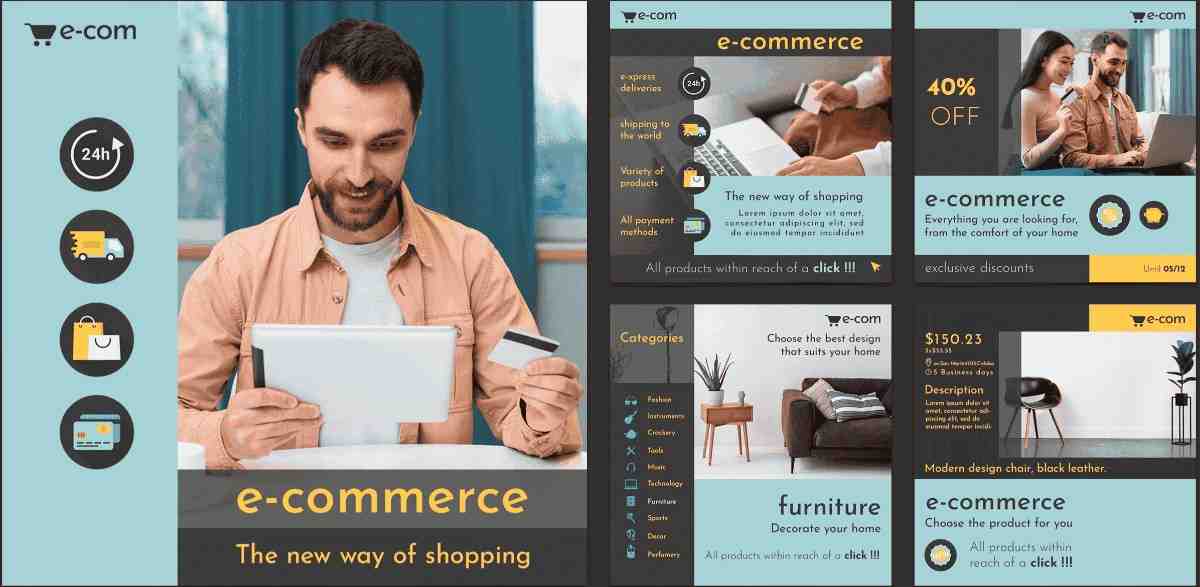 e-com
24h
e-commerce
The new way of shopping
e-com
e-commerce
e-xpress
deliveries
24h
shipping to
the world
Variety of
products
All payment
methods
The new way of shopping
Lorem ipsum dolor sit amet,
consectetur adipiscing elit, sed
do eiusmod tempor incididunt
All products within reach of a click !!!
e-com
40%
OFF
e-commerce
Everything you are looking for,
from the comfort of your home
exclusive discounts
Until 05/12
Categories
Fashion
Instruments
Crockery
Tools
Music
Technology
Furniture
Sports
Decor
Perfumery
e-com
Choose the best design
that suits your home
furniture
Decorate your home
All products within reach of a click !!!
e-com
$150.23
5 Business days
Description
Lorem ipsum dolor sit
amet, consectetur adi-
piscing elit, sed do
eiusmod tempor incidi-
Modern design chair, black leather.
e-commerce
Choose the product for you
All products within
reach of a click !!!